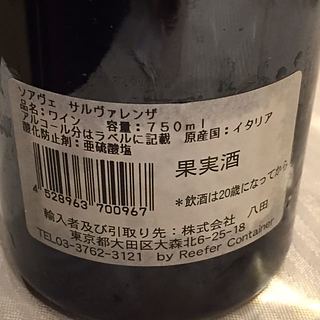 ソアヴェ サルヴァレンザ
品名：ワイン 容量：750ml
アルコール分はラベルに記載 原産国：イタリア
酸化防止剤：亜硫酸塩
果実酒
4 528963 700967
*飲酒は20歳になってから
輸入者及び引取り先：株式会社 八田
東京都大田区大森北6-25-18
TEL03-3762-3121 by Reefer Container